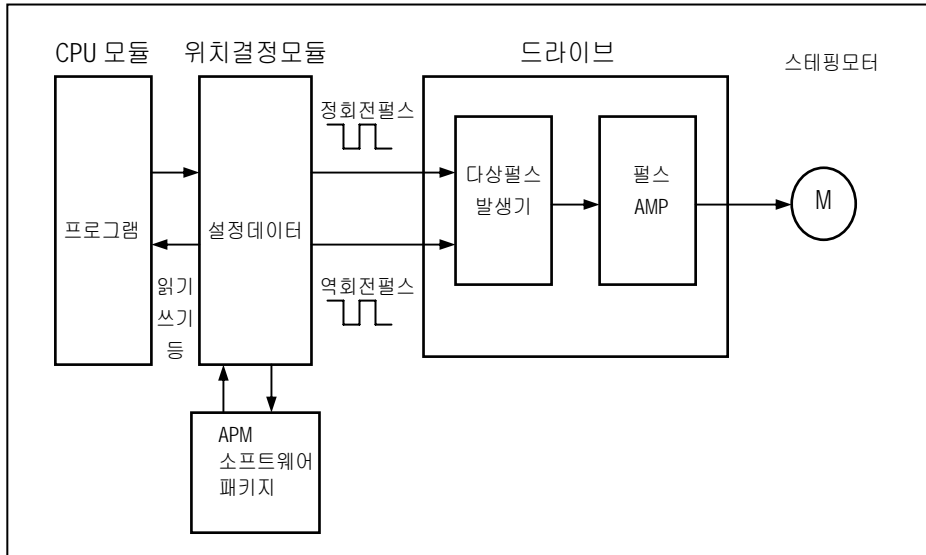 CPU 모듈
위치결정모듈
드라이브
스테핑모터
정회전펄스
다상펄스
발생기
펄스
AMP
M
프로그램
설정데이터
읽기
쓰기
등
역회전펄스
APM
소프트웨어
패키지